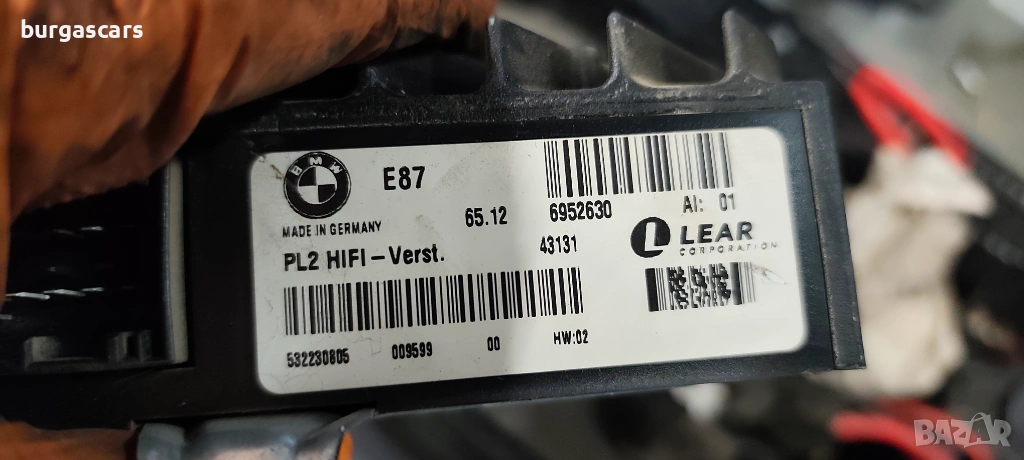 burgascars
BMW
E87
MADE IN GERMANY
65.12 6952630
AI: 01
PL2 HIFI-Verst.
43131
LEAR
CORPORATION
532230805 009599 00 HW:02
BAZAR